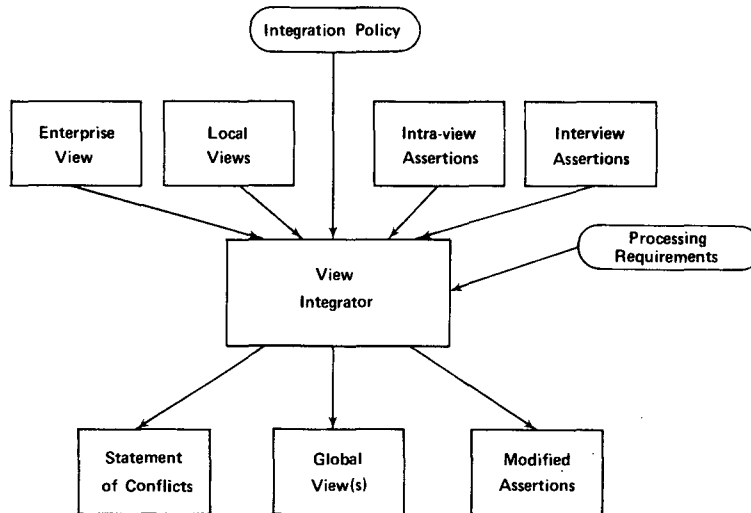 Integration Policy
Enterprise
View
Local
Views
Intra-view
Assertions
Interview
Assertions
Processing
Requirements
View
Integrator
Statement
of Conflicts
Global
View(s)
Modified
Assertions